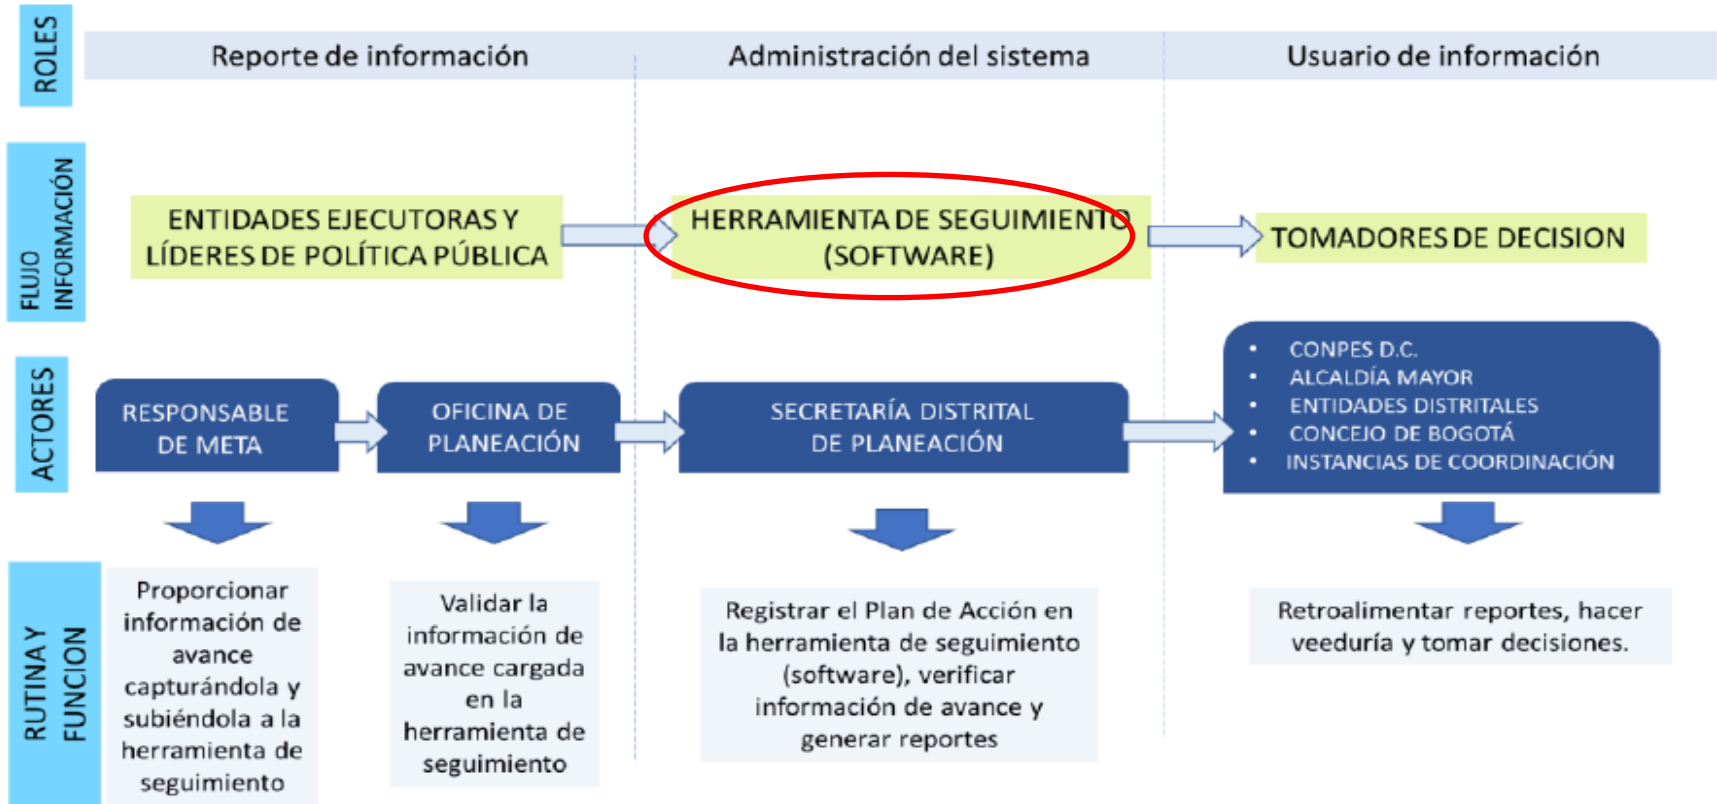 ROLES
Reporte de información
Administración del sistema
Usuario de información
FLUJO
INFORMACIÓN
ENTIDADES EJECUTORAS Y
LÍDERES DE POLÍTICA PÚBLICA
HERRAMIENTA DE SEGUIMIENTO
(SOFTWARE)
TOMADORES DE DECISION
ACTORES
RESPONSABLE
DE META
OFICINA DE
PLANEACIÓN
SECRETARÍA DISTRITAL
DE PLANEACIÓN
• CONPES D.C.
• ALCALDÍA MAYOR
• ENTIDADES DISTRITALES
• CONCEJO DE BOGOTÁ
• INSTANCIAS DE COORDINACIÓN
RUTINA Y
FUNCION
Proporcionar
información de
avance
capturándola y
subiéndola a la
herramienta de
seguimiento
Validar la
información de
avance cargada
en la
herramienta de
seguimiento
Registrar el Plan de Acción en
la herramienta de seguimiento
(software), verificar
información de avance y
generar reportes
Retroalimentar reportes, hacer
veeduría y tomar decisiones.